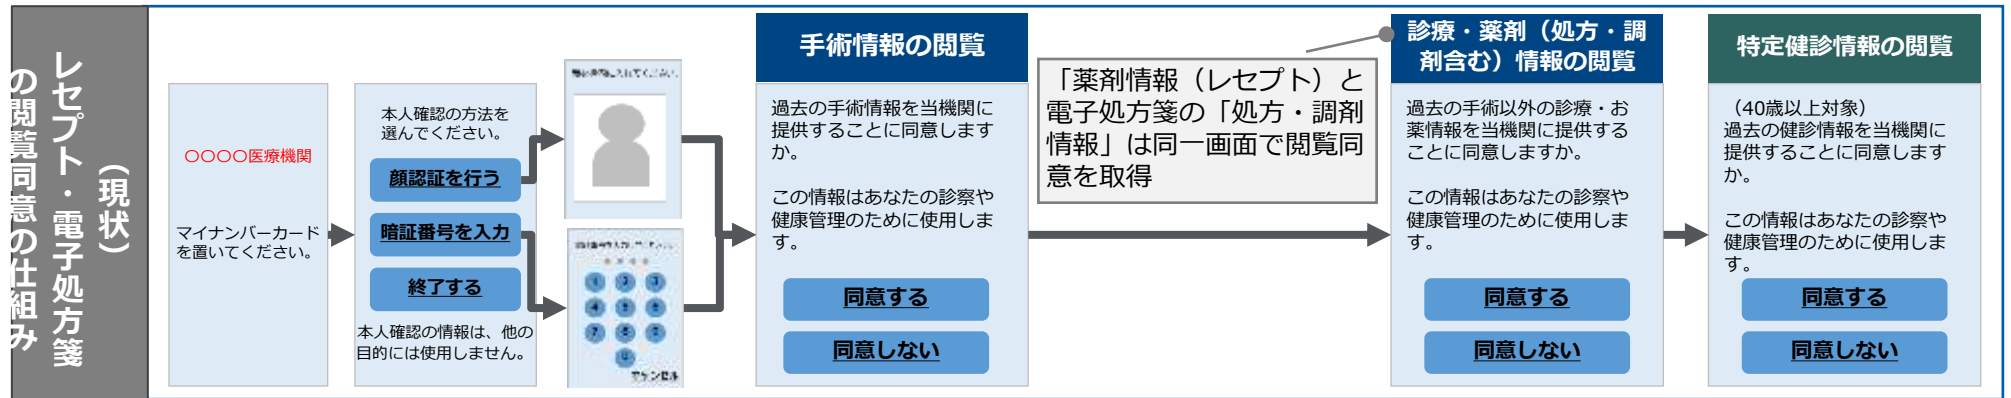 レセプト・電子処方箋
の閲覧同意の仕組み
（現状）
〇〇〇〇医療機関
マイナンバーカード
を置いてください。
本人確認の方法を
選んでください。
顔認証を行う
暗証番号を入力
終了する
本人確認の情報は、他の
目的には使用しません。
キャンセル
手術情報の閲覧
過去の手術情報を当機関に
提供することに同意します
か。
この情報はあなたの診察や
健康管理のために使用しま
す。
同意する
同意しない
「薬剤情報（レセプト）と
電子処方箋の「処方・調剤
情報」は同一画面で閲覧同
意を取得
診療・薬剤（処方・調
剤含む）情報の閲覧
過去の手術以外の診療・お
薬情報を当機関に提供する
ことに同意しますか。
この情報はあなたの診察や
健康管理のために使用しま
す。
同意する
同意しない
特定健診情報の閲覧
（40歳以上対象）
過去の健診情報を当機関に
提供することに同意します
か。
この情報はあなたの診察や
健康管理のために使用しま
す。
同意する
同意しない